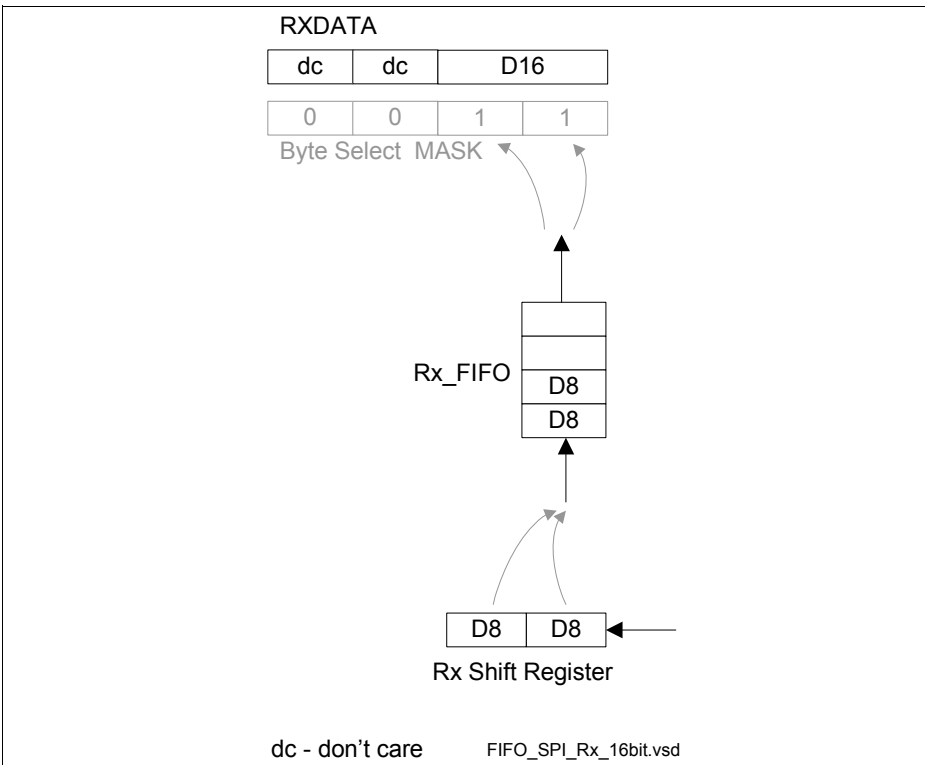 RXDATA
dc dc D16
0 0 1 1
Byte Select MASK
Rx_FIFO
D8
D8
D8 D8
Rx Shift Register
dc - don't care FIFO_SPI_Rx_16bit.vsd